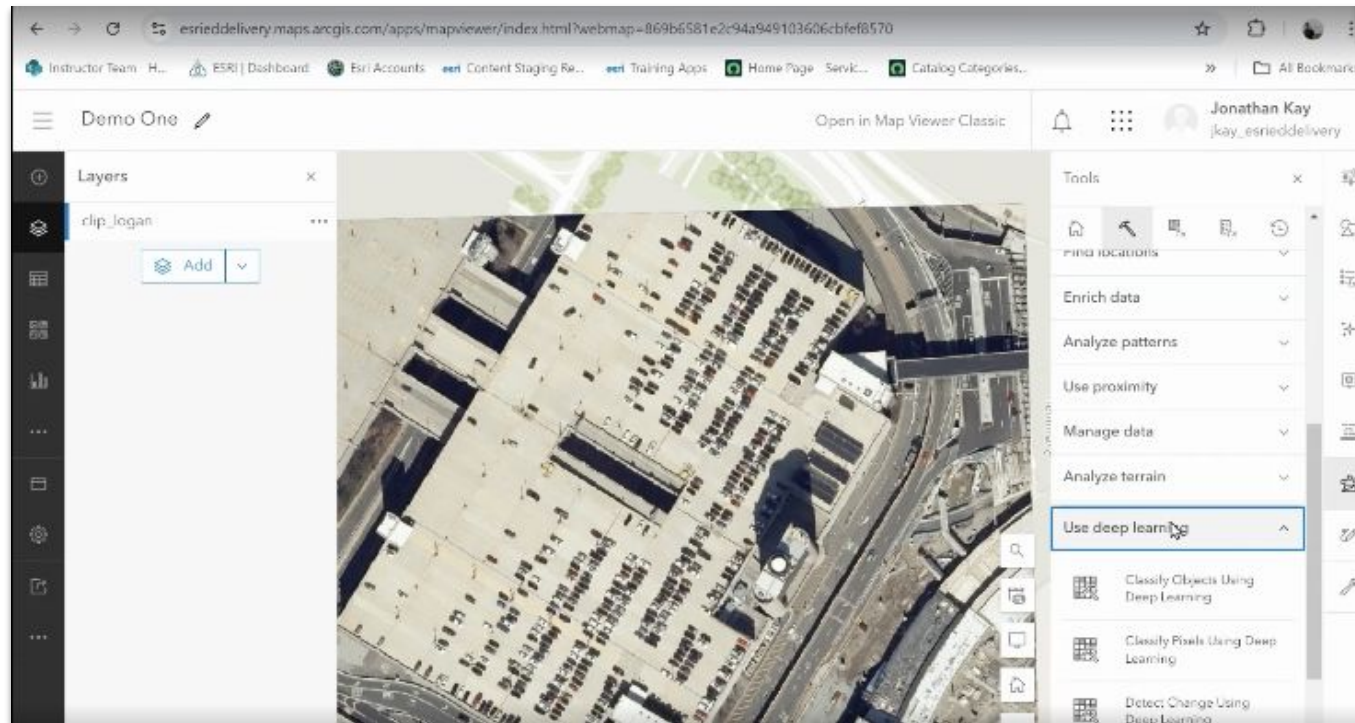 esrieddelivery.maps.arcgis.com/apps/mapviewer/index.html?webmap=869b6581e2c94a949103606cbfef8570
Instructor Team H... ESRI | Dashboard Esri Accounts esri Content Staging Re... esri Training Apps Home Page Servic... Catalog Categories... » All Bookmark
Demo One Open in Map Viewer Classic Jonathan Kay
jkay_esrieddelivery
Layers
Tools
clip_logan
Add
Find locations
Enrich data
Analyze patterns
Use proximity
Manage data
Analyze terrain
Use deep learning
Classify Objects Using
Deep Learning
Classify Pixels Using Deep
Learning
Detect Change Using
Deep Learning